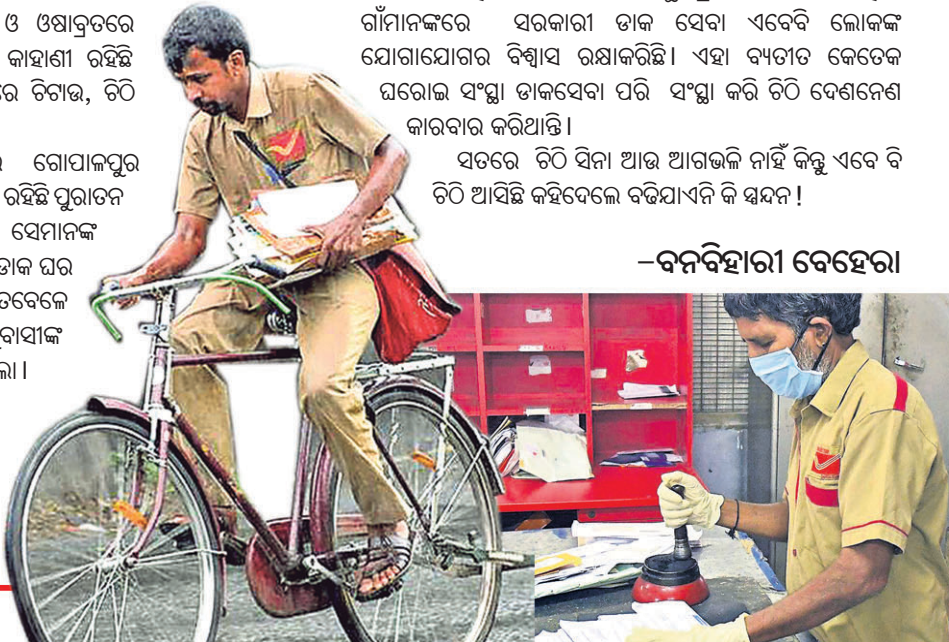 ଓ ଓଷାବ୍ରତରେ
କାହାଣୀ ରହିଛି
ଚିଟାଉ, ଚିଠି
ଗୋପାଳପୁର
ରହିଛି ପୁରାତନ
ସେମାନଙ୍କ
ଡାକ ଘର
ଗାଁମାନଙ୍କରେ ସରକାରୀ ଡାକ ସେବା ଏବେବି ଲୋକଙ୍କ
ଯୋଗାଯୋଗର ବିଶ୍ୱାସ ରକ୍ଷାକରିଛି। ଏହା ବ୍ୟତୀତ କେତେକ
ଘରୋଇ ସଂସ୍ଥା ଡାକସେବା ପରି ସଂସ୍ଥା କରି ଚିଠି ଦେଣନେଣ
କାରବାର କରିଥାନ୍ତି।
ସତରେ ଚିଠି ସିନା ଆଉ ଆଗଭଳି ନାହିଁ କିନ୍ତୁ ଏବେ ବି
ଚିଠି ଆସିଛି କହିଦେଲେ ବଢିଯାଏନି କି ସ୍ପନ୍ଦନ !
–ବନବିହାରୀ ବେହେରା